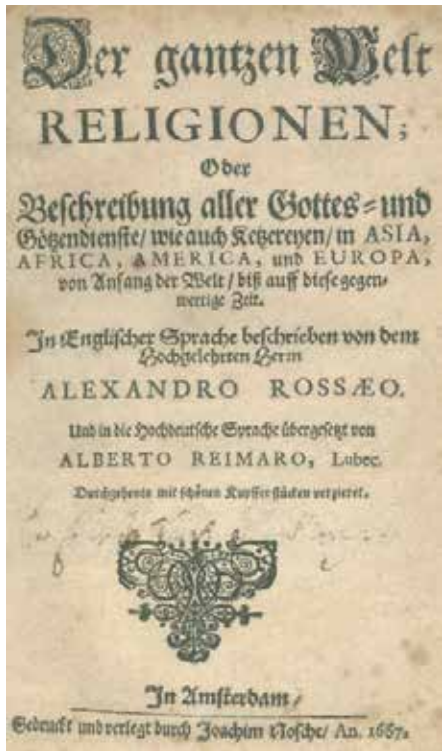 Der gantzen Welt
RELIGIONEN;
Oder
Beschreibung aller Gottes= und
Götzendienste/ wie auch Ketzereyen/ in ASIA,
AFRICA, AMERICA, und EUROPA,
von Anfang der Welt/ biß auff diese gegen-
wertige Zeit.
In Englischer Sprache beschrieben von dem
Hochgelehrten Herrn
ALEXANDRO ROSSÆO.
Und in die Hochdeutsche Sprache übergesetzt von
ALBERTO REIMARO, Lubec.
Durchgehents mit schönen Kupfferstücken verzieret.
In Amsterdam/
Gedruckt und verlegt durch Joachim Nosche/ An. 1667.